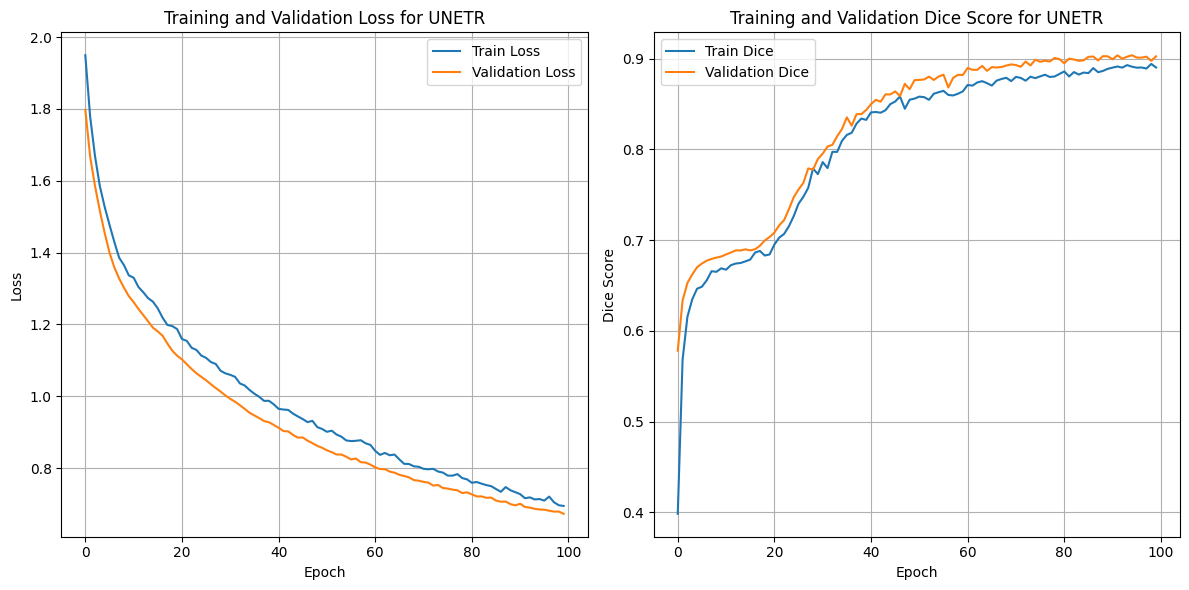 Training and Validation Loss for UNETR
2.0
1.8
1.6
1.4
1.2
1.0
0.8
Loss
0
20
40
60
80
100
Epoch
Train Loss
Validation Loss
Training and Validation Dice Score for UNETR
0.9
0.8
0.7
0.6
0.5
0.4
Dice Score
0
20
40
60
80
100
Epoch
Train Dice
Validation Dice